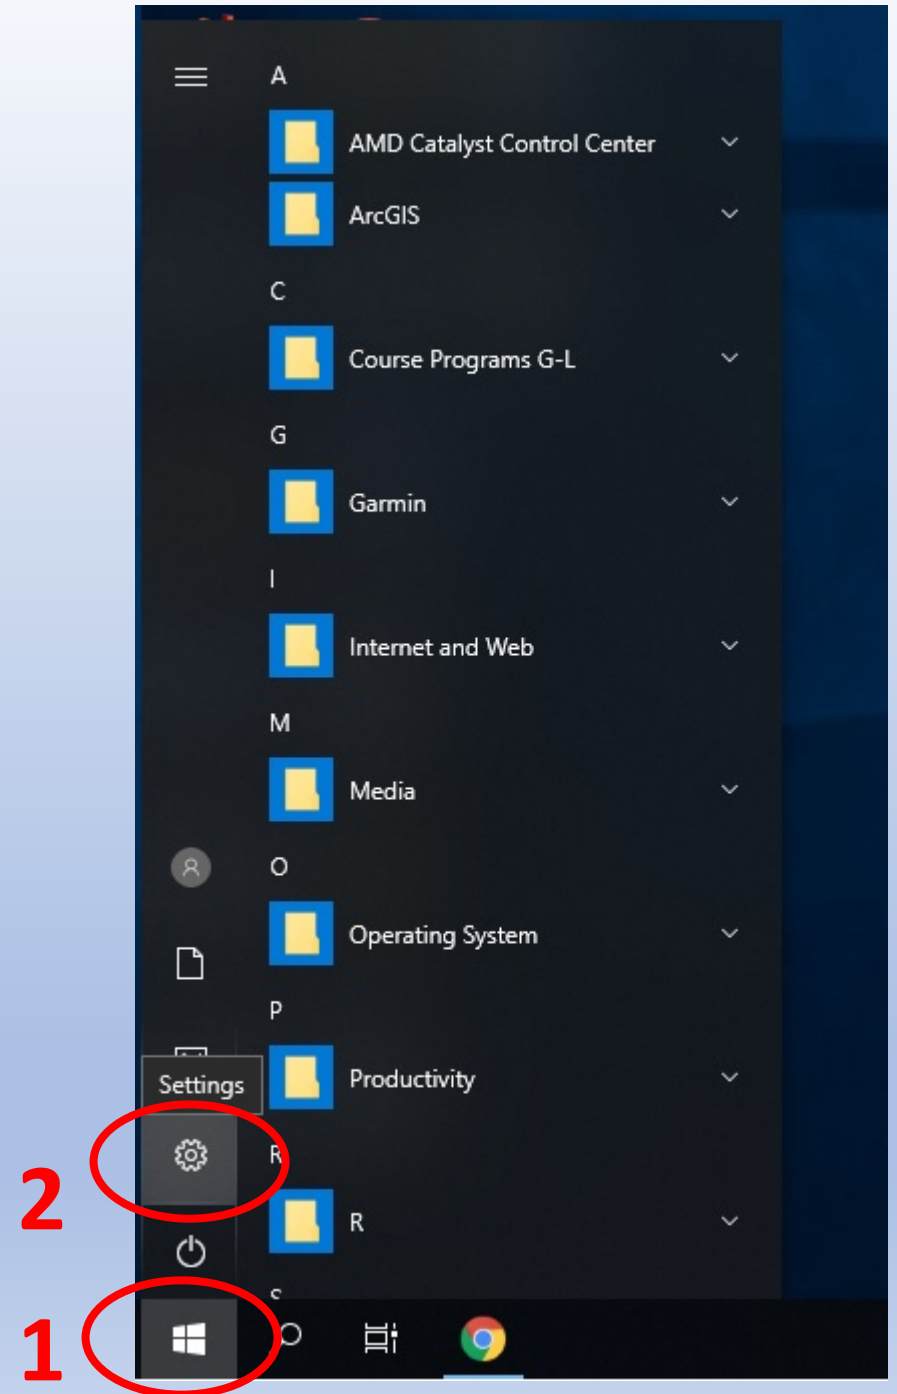 A
AMD Catalyst Control Center
ArcGIS
C
Course Programs G-L
G
Garmin
I
Internet and Web
M
Media
O
Operating System
P
Settings
Productivity
R
2
R
S
1